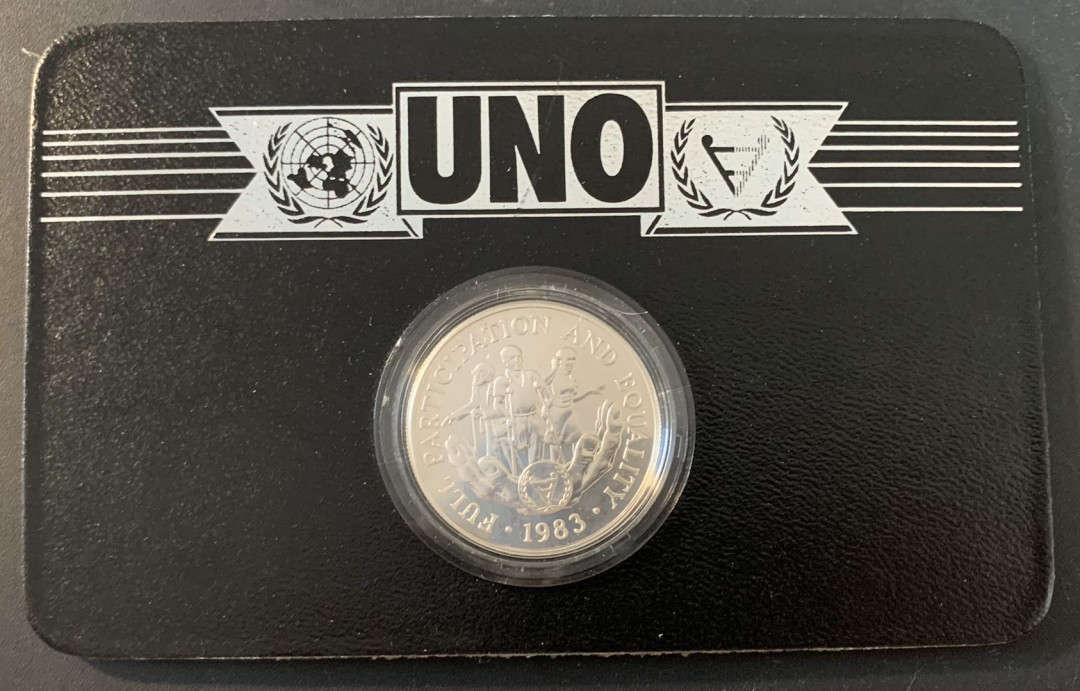 UNO
FULL PARTICIPATION AND EQUALITY
· 1983 ·